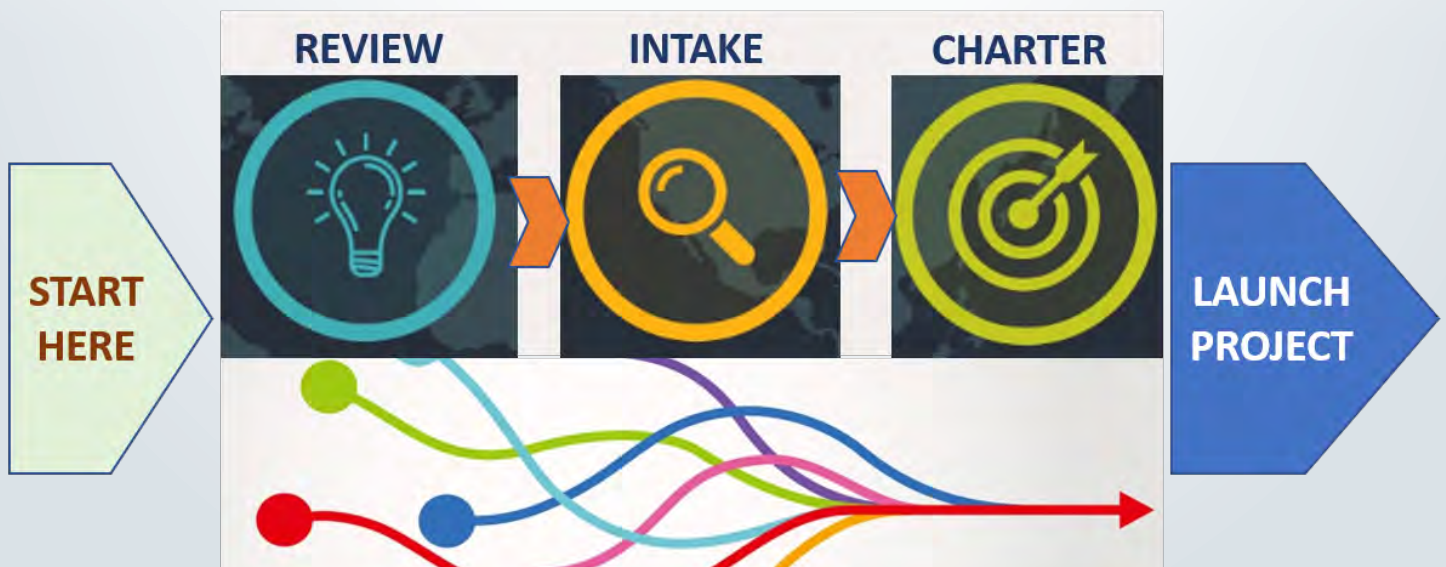 REVIEW
INTAKE
CHARTER
START
HERE
LAUNCH
PROJECT